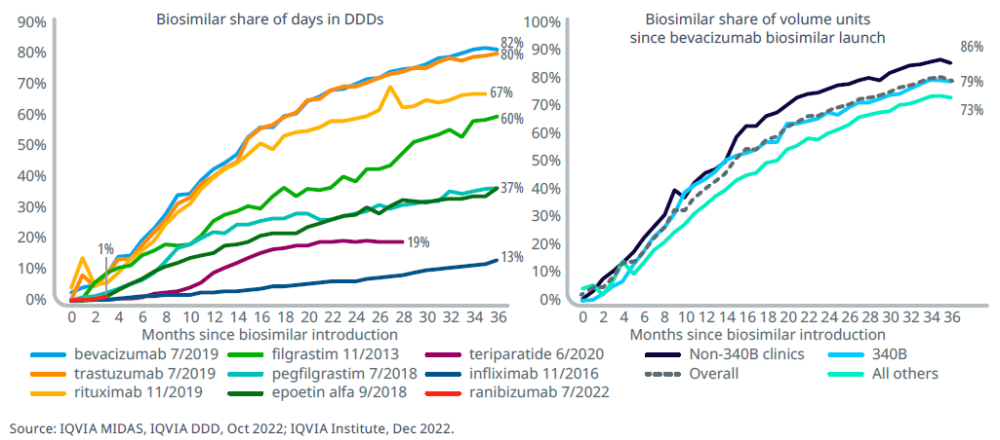 Biosimilar share of days in DDDs
90%
80%
70%
60%
50%
40%
30%
20%
10%
0%
82%
80%
67%
60%
37%
19%
13%
1%
0 2 4 6 8 10 12 14 16 18 20 22 24 26 28 30 32 34 36
Months since biosimilar introduction
bevacizumab 7/2019 filgrastim 11/2013 teriparatide 6/2020
trastuzumab 7/2019 pegfilgrastim 7/2018 infliximab 11/2016
rituximab 11/2019 epoetin alfa 9/2018 ranibizumab 7/2022
Biosimilar share of volume units
since bevacizumab biosimilar launch
100%
90%
80%
70%
60%
50%
40%
30%
20%
10%
0%
86%
79%
73%
0 2 4 6 8 10 12 14 16 18 20 22 24 26 28 30 32 34 36
Months since biosimilar introduction
Non-340B clinics 340B
Overall All others
Source: IQVIA MIDAS, IQVIA DDD, Oct 2022; IQVIA Institute, Dec 2022.